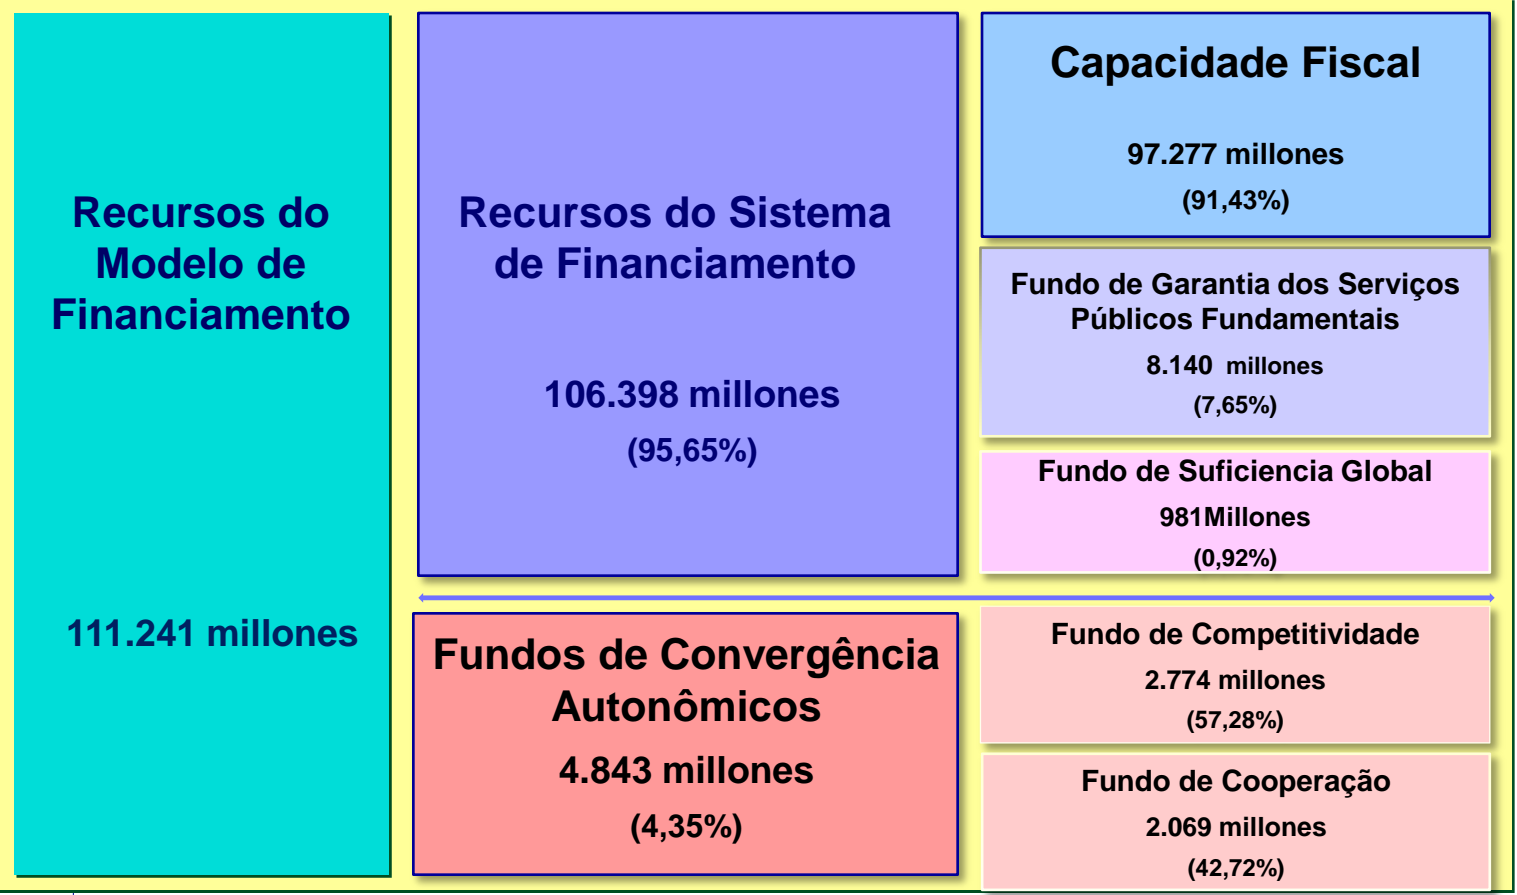 Recursos do
Modelo de
Financiamento
111.241 millones
Recursos do Sistema
de Financiamento
106.398 millones
(95,65%)
Fundos de Convergência
Autonômicos
4.843 millones
(4,35%)
Capacidade Fiscal
97.277 millones
(91,43%)
Fundo de Garantia dos Serviços
Públicos Fundamentais
8.140 millones
(7,65%)
Fundo de Suficiencia Global
981Millones
(0,92%)
Fundo de Competitividade
2.774 millones
(57,28%)
Fundo de Cooperação
2.069 millones
(42,72%)